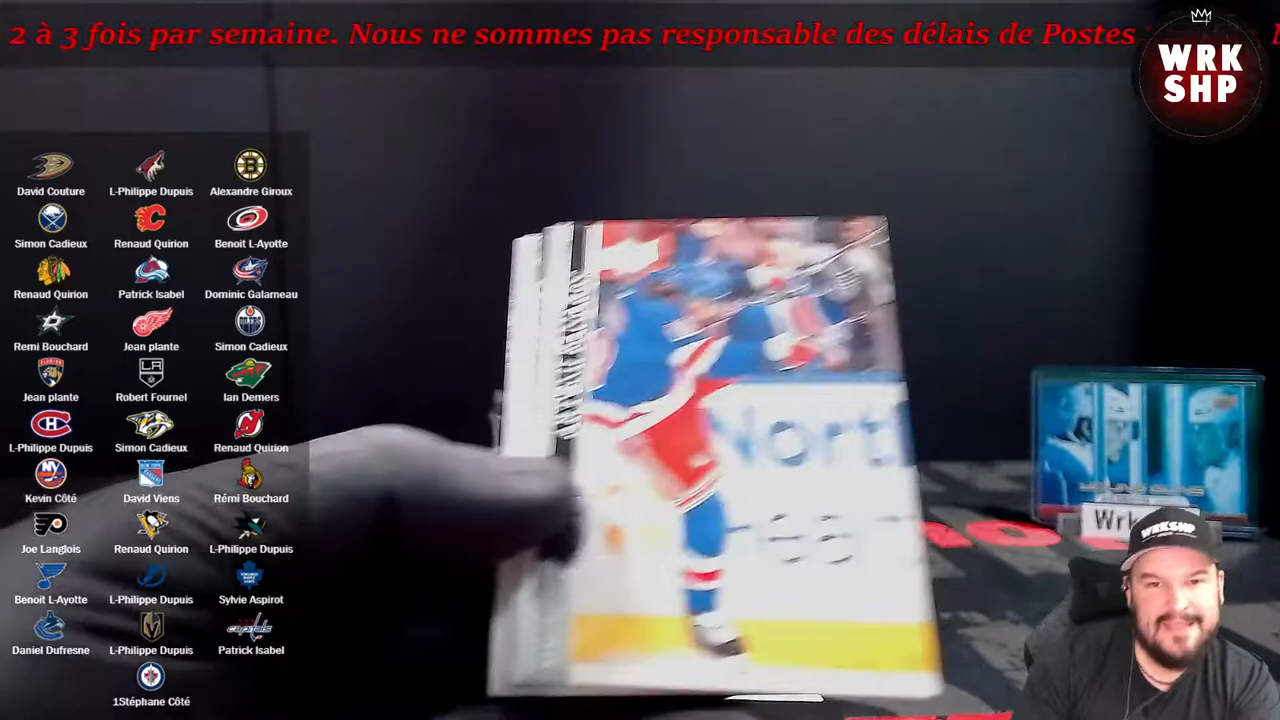 2 à 3 fois par semaine. Nous ne sommes pas responsable des délais de Postes
WRK
SHP
David Couture L-Philippe Dupuis Alexandre Giroux
Simon Cadieux Renaud Quirion Benoit L-Ayotte
Renaud Quirion Patrick Isabel Dominic Galarneau
Remi Bouchard Jean plante Simon Cadieux
Jean plante Robert Fournel Ian Demers
L-Philippe Dupuis Simon Cadieux Renaud Quirion
Kevin Côté David Viens Rémi Bouchard
Joe Langlois Renaud Quirion L-Philippe Dupuis
Benoit L-Ayotte L-Philippe Dupuis Sylvie Aspirot
Daniel Dufresne L-Philippe Dupuis Patrick Isabel
1Stéphane Côté
North
Wrk
WRKSHP